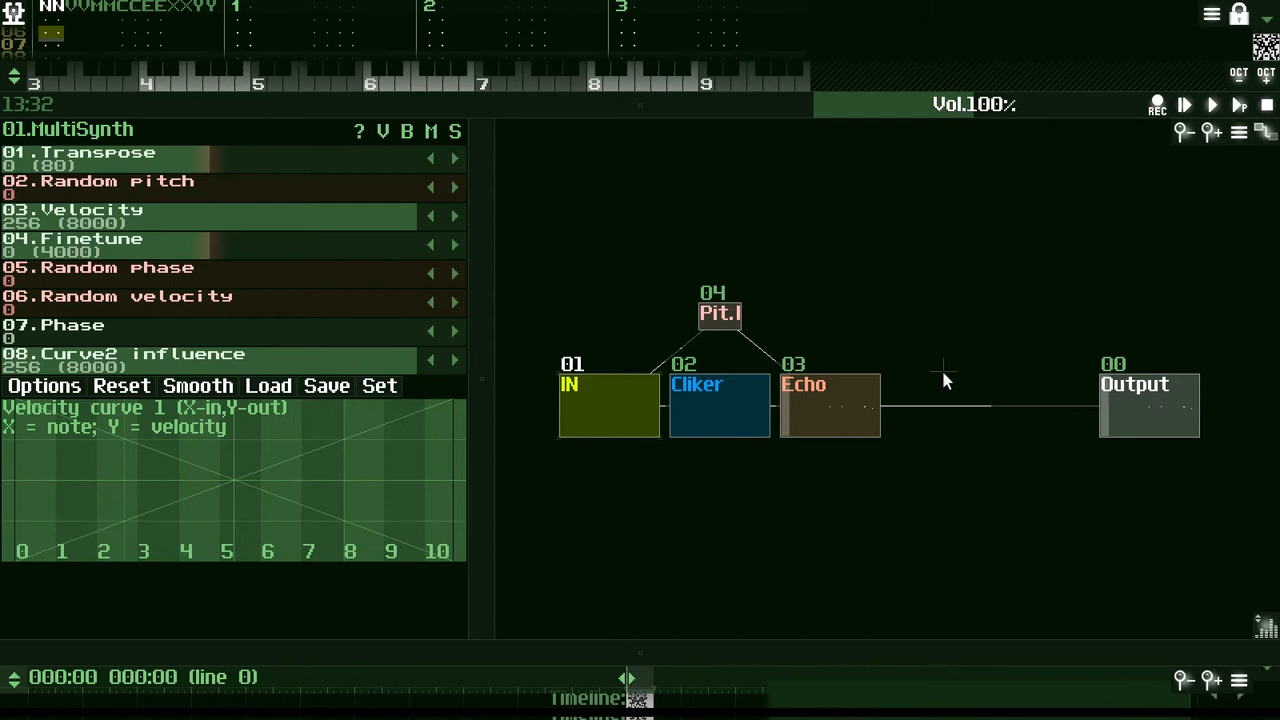 NNVVMMCCEEXXYY 1 2 3
06
07
3 4 5 6 7 8 9
OCT OCT
13:32
Vol.100%
REC
01.MultiSynth
? V B M S
01.Transpose
0 (80)
02.Random pitch
0
03.Velocity
256 (8000)
04.Finetune
0 (4000)
05.Random phase
0
06.Random velocity
0
07.Phase
0
08.Curve2 influence
256 (8000)
Options Reset Smooth Load Save Set
Velocity curve 1 (X-in,Y-out)
X = note; Y = velocity
0 1 2 3 4 5 6 7 8 9 10
04
Pit.
01 02 03 00
IN Cliker Echo Output
000:00 000:00 (line 0)
Timeline: